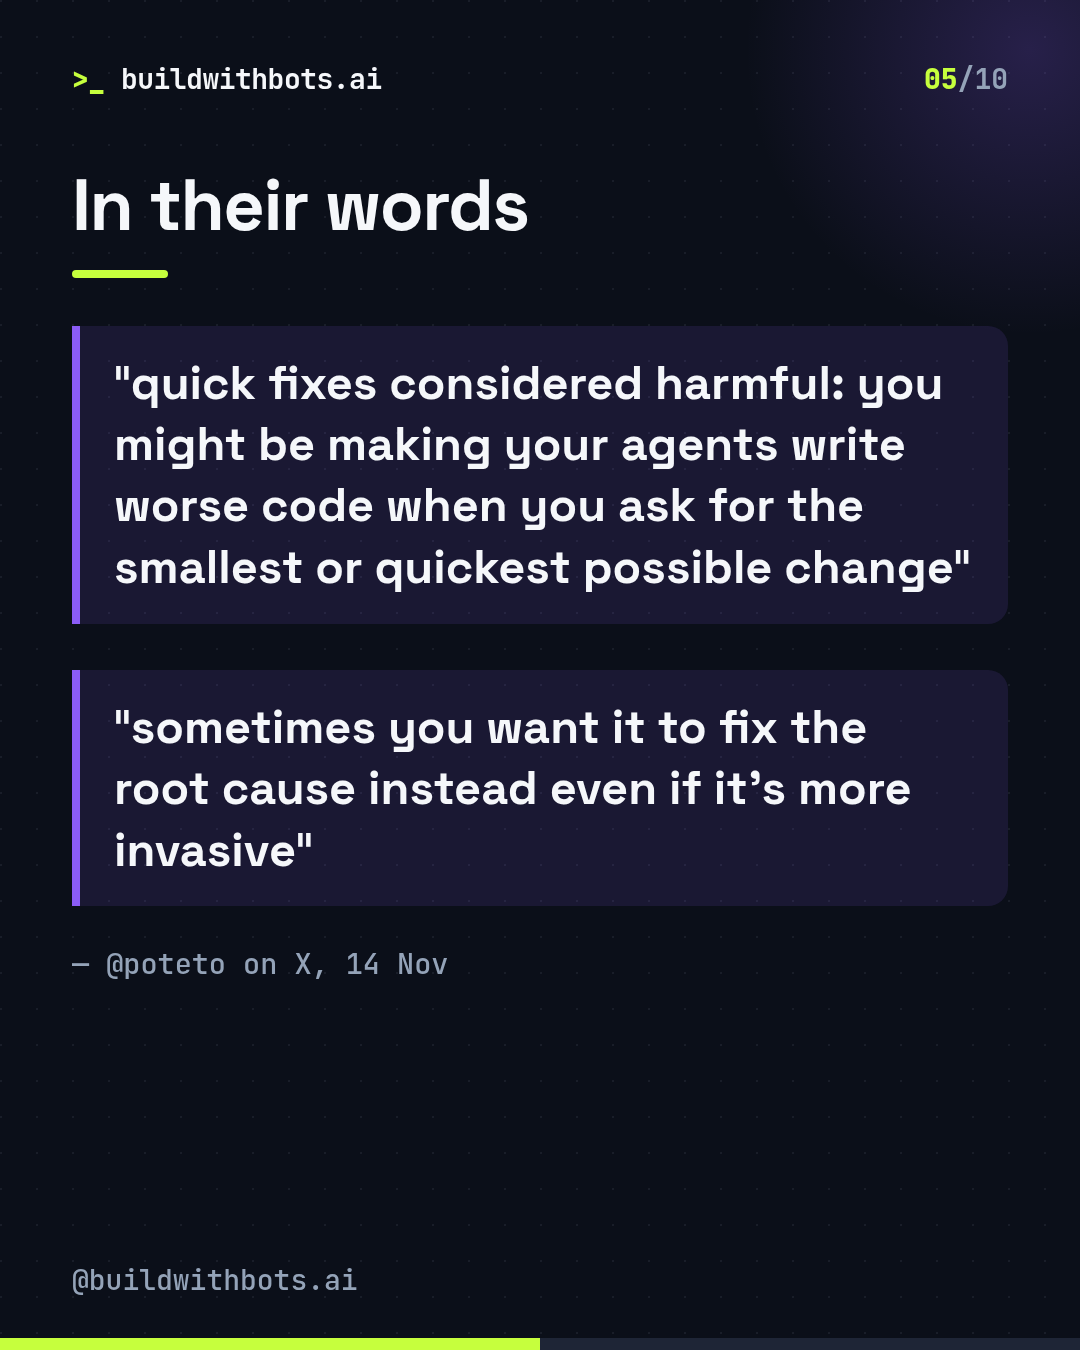 >_ buildwithbots.ai
05/10
In their words
"quick fixes considered harmful: you
might be making your agents write
worse code when you ask for the
smallest or quickest possible change"
"sometimes you want it to fix the
root cause instead even if it’s more
invasive"
— @poteto on X, 14 Nov
@buildwithbots.ai